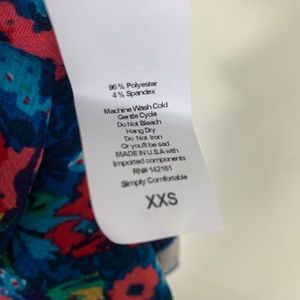 96% Polyester
4% Spandex
Machine Wash Cold
Gentle Cycle
Do Not Bleach
Hang Dry
Do Not Iron
Or you'll be sad
MADE IN U.S.A with
Imported components
RN# 142161
Simply Comfortable
XXS